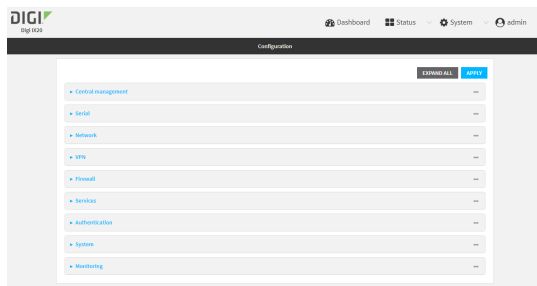 DIGI
Digi IX20
Dashboard
Status
System
admin
Configuration
EXPAND ALL
APPLY
Central management
Serial
Network
VPN
Firewall
Services
Authentication
System
Monitoring